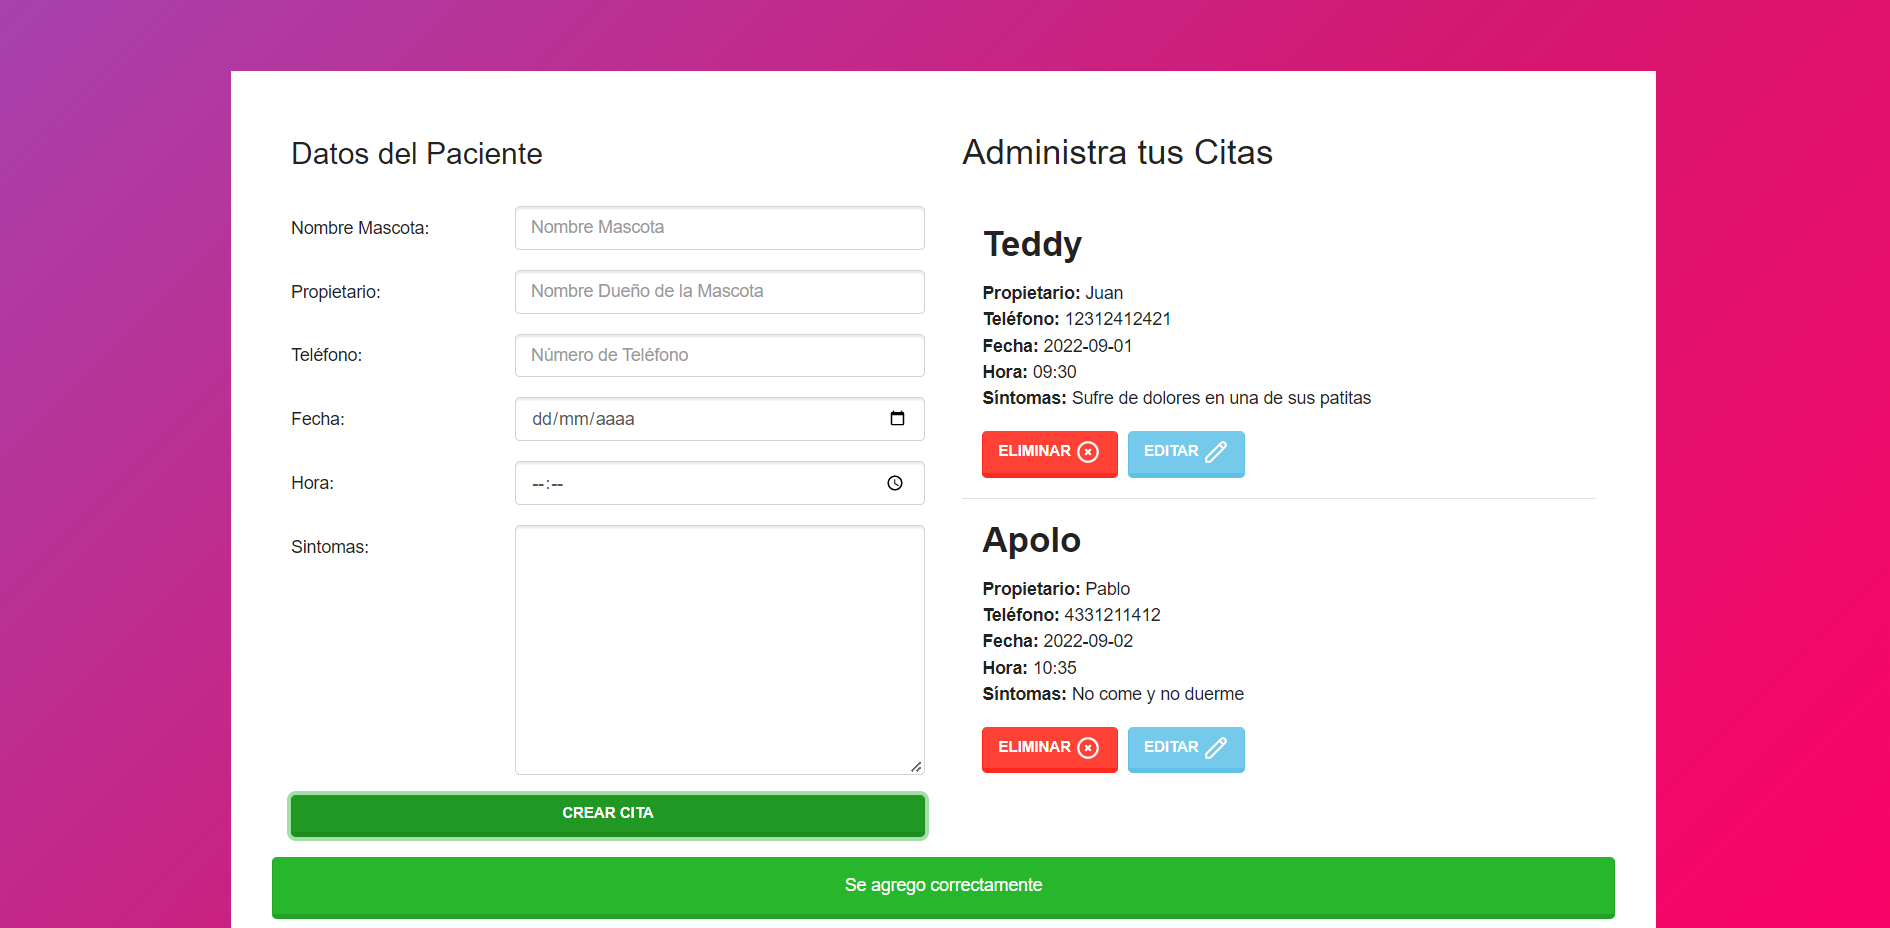 Datos del Paciente
Nombre Mascota:
Nombre Mascota
Propietario:
Nombre Dueño de la Mascota
Teléfono:
Número de Teléfono
Fecha:
dd/mm/aaaa
Hora:
--:--
Sintomas:
CREAR CITA
Administra tus Citas
Teddy
Propietario: Juan
Teléfono: 12312412421
Fecha: 2022-09-01
Hora: 09:30
Síntomas: Sufre de dolores en una de sus patitas
ELIMINAR
EDITAR
Apolo
Propietario: Pablo
Teléfono: 4331211412
Fecha: 2022-09-02
Hora: 10:35
Síntomas: No come y no duerme
ELIMINAR
EDITAR
Se agrego correctamente